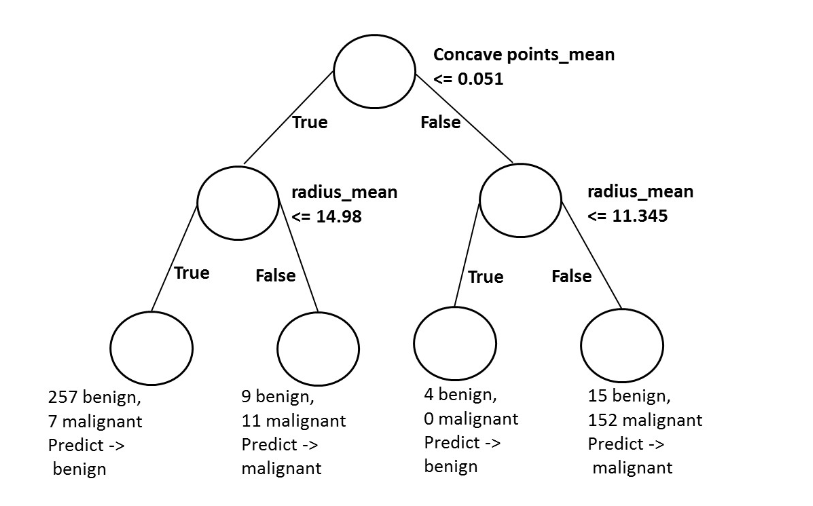 Concave points_mean
<= 0.051
True
False
radius_mean
<= 14.98
radius_mean
<= 11.345
True
False
True
False
257 benign,
7 malignant
Predict ->
benign
9 benign,
11 malignant
Predict ->
malignant
4 benign,
0 malignant
Predict ->
benign
15 benign,
152 malignant
Predict ->
malignant